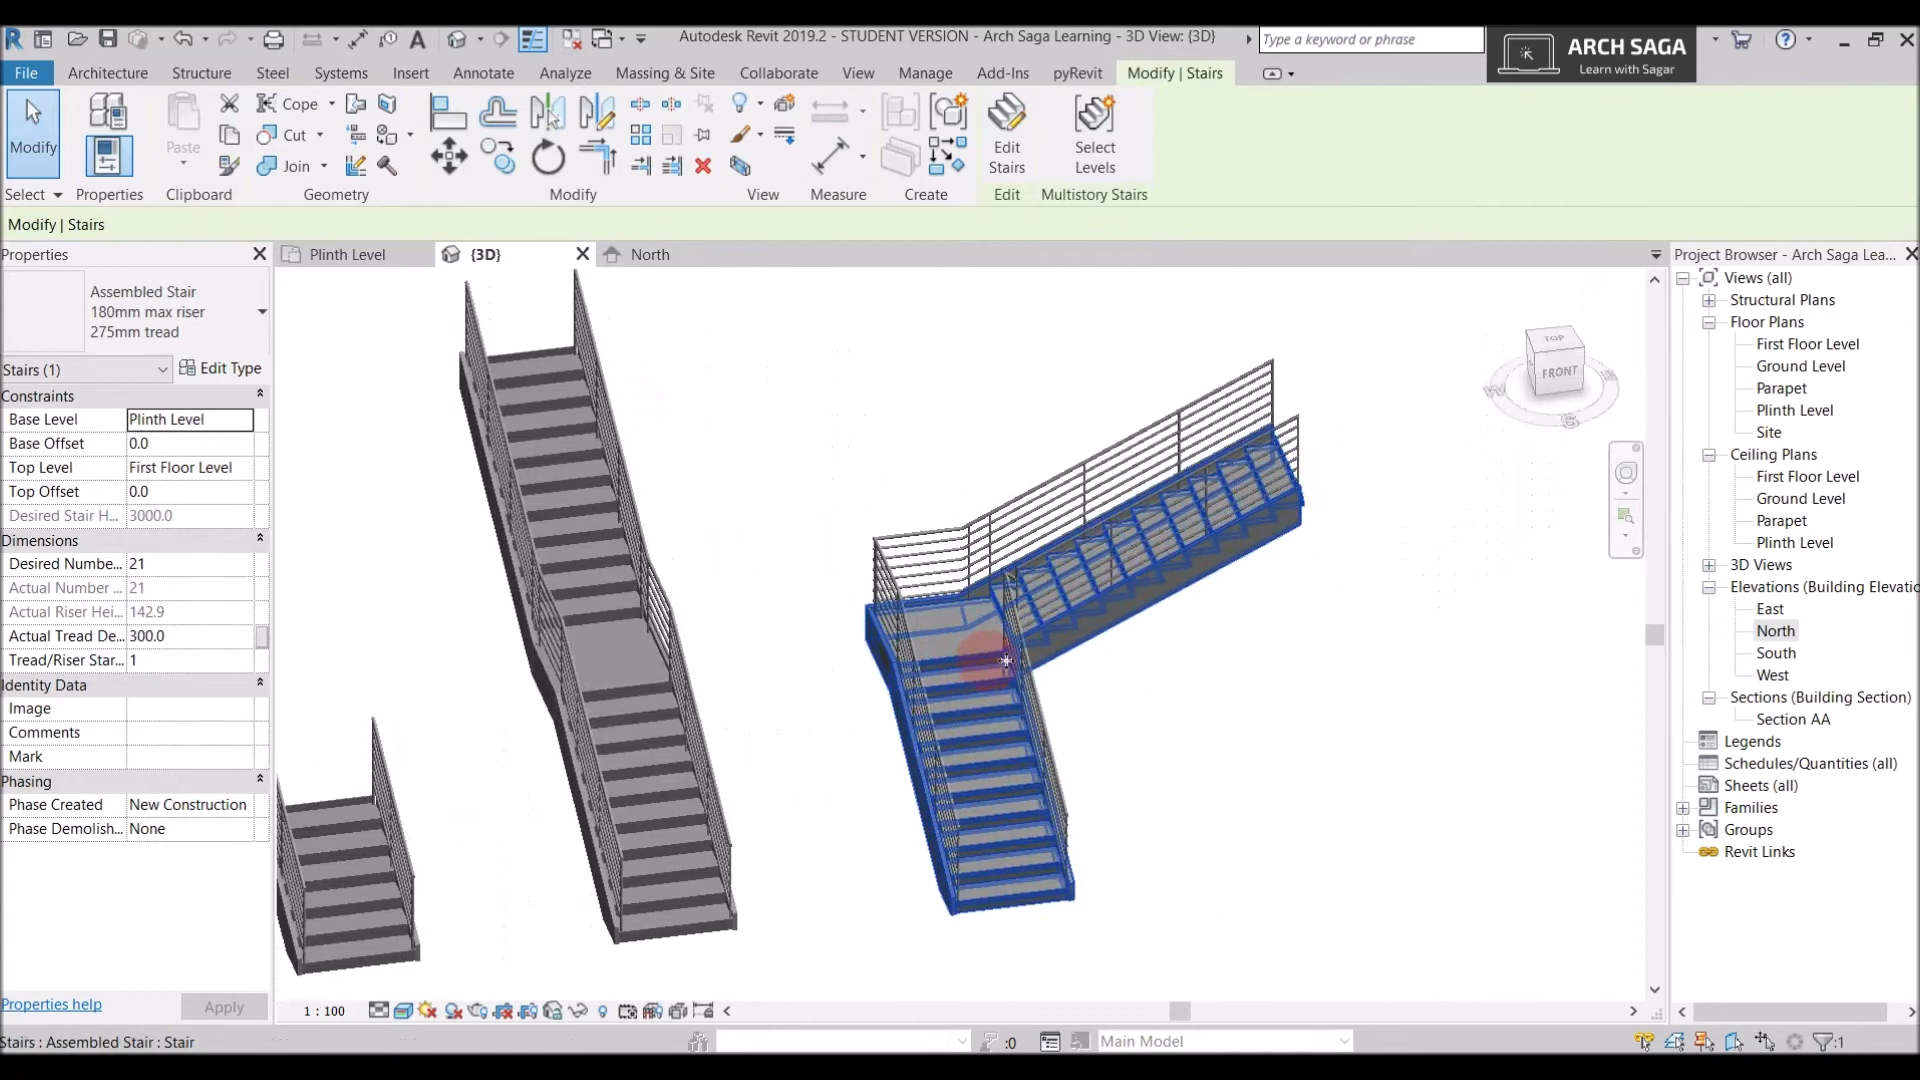 Autodesk Revit 2019.2 - STUDENT VERSION - Arch Saga Learning - 3D View: {3D}
Type a keyword or phrase
ARCH SAGA
Learn with Sagar
File
Architecture
Structure
Steel
Systems
Insert
Annotate
Analyze
Massing & Site
Collaborate
View
Manage
Add-Ins
pyRevit
Modify | Stairs
Modify
Paste
Cope
Cut
Join
Edit
Stairs
Select
Levels
Select
Properties
Clipboard
Geometry
Modify
View
Measure
Create
Edit
Multistory Stairs
Modify | Stairs
Properties
Plinth Level
{3D}
North
Project Browser - Arch Saga Lea...
Assembled Stair
180mm max riser
275mm tread
Stairs (1)
Edit Type
Constraints
Base Level Plinth Level
Base Offset 0.0
Top Level First Floor Level
Top Offset 0.0
Desired Stair H... 3000.0
Dimensions
Desired Numbe... 21
Actual Number ... 21
Actual Riser Hei... 142.9
Actual Tread De... 300.0
Tread/Riser Star... 1
Identity Data
Image
Comments
Mark
Phasing
Phase Created New Construction
Phase Demolish... None
Properties help
Apply
TOP
FRONT
Views (all)
Structural Plans
Floor Plans
First Floor Level
Ground Level
Parapet
Plinth Level
Site
Ceiling Plans
First Floor Level
Ground Level
Parapet
Plinth Level
3D Views
Elevations (Building Elevatio
East
North
South
West
Sections (Building Section)
Section AA
Legends
Schedules/Quantities (all)
Sheets (all)
Families
Groups
Revit Links
1 : 100
Stairs : Assembled Stair : Stair
:0
Main Model
:1